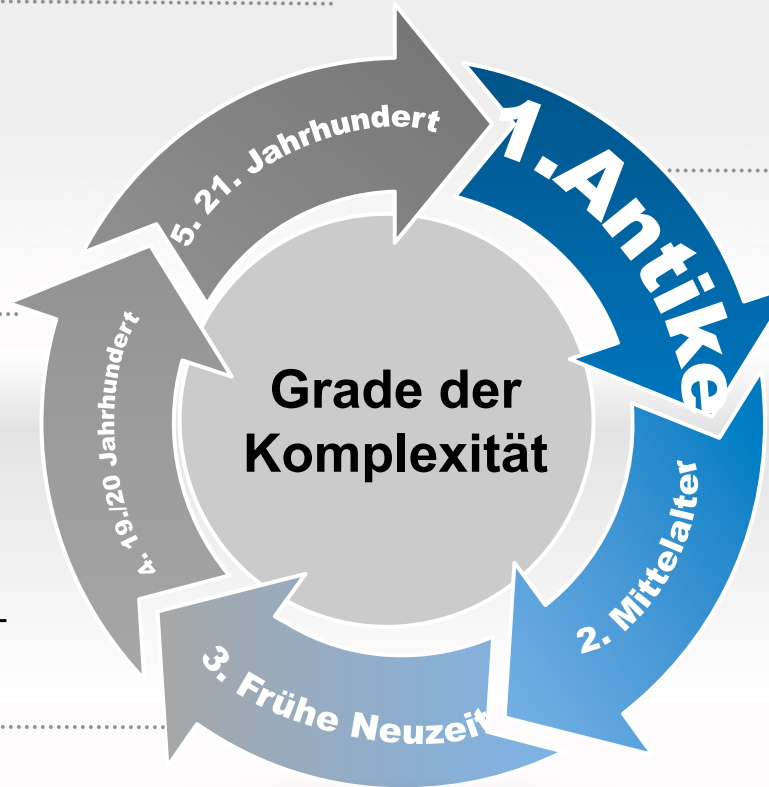 Grade der
Komplexität
1.Antike
2. Mittelalter
3. Frühe Neuzeit
4. 19./20 Jahrhundert
5. 21. Jahrhundert